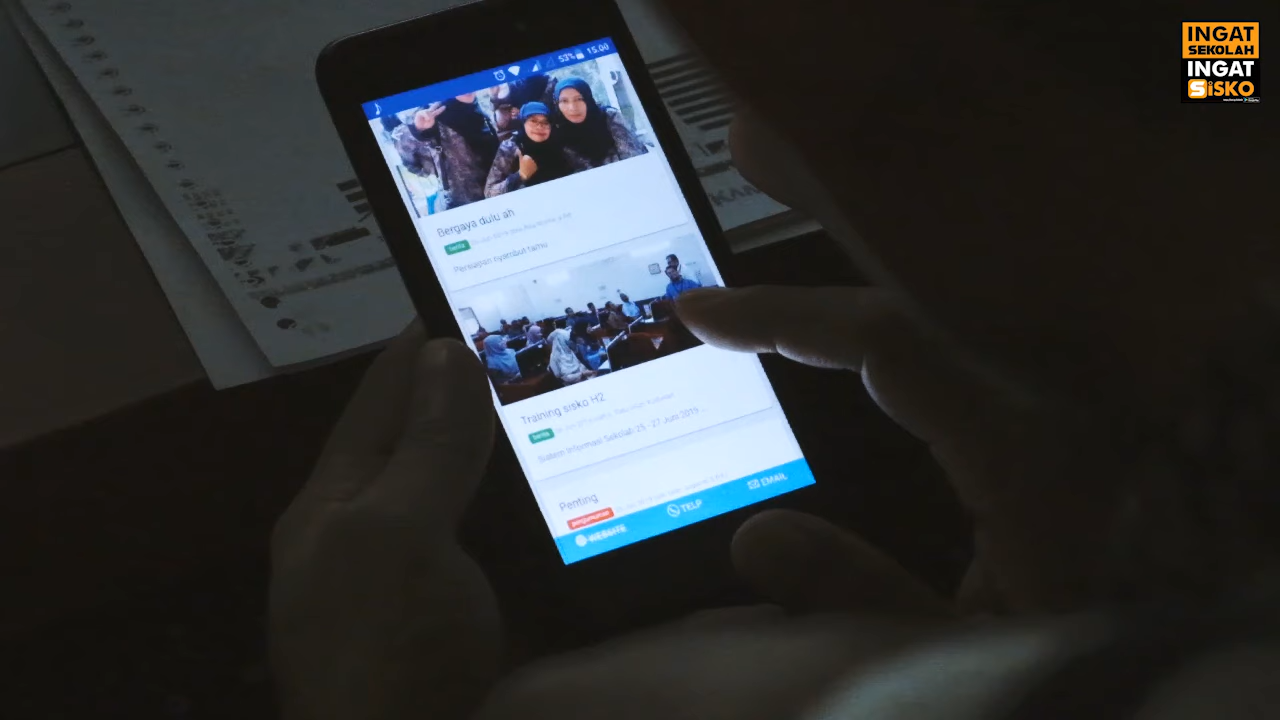 INGAT
SEKOLAH
INGAT
SISKO
53% 15.00
Bergaya dulu ah
berita
Persiapan nyambut tamu
Training sisko H2
berita
Sistem Informasi Sekolah 25 - 27 Juni 2019 ...
Penting
pengumuman
WEBSITE TELP EMAIL